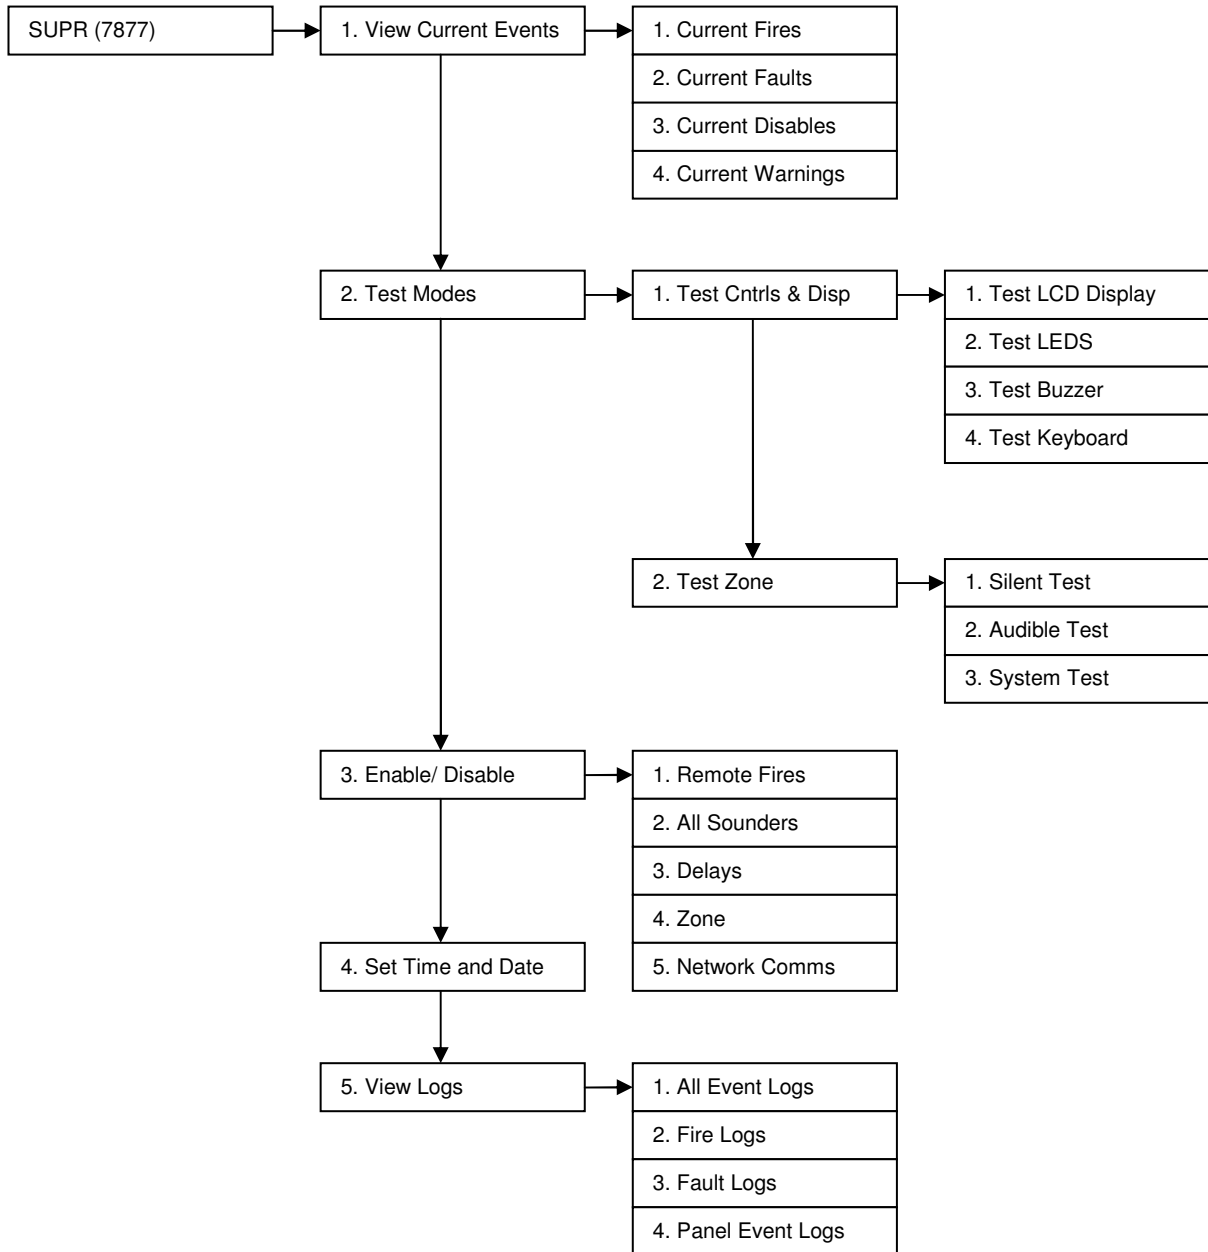 SUPR (7877)
1. View Current Events
1. Current Fires
2. Current Faults
3. Current Disables
4. Current Warnings
2. Test Modes
1. Test Cntrls & Disp
1. Test LCD Display
2. Test LEDS
3. Test Buzzer
4. Test Keyboard
2. Test Zone
1. Silent Test
2. Audible Test
3. System Test
3. Enable/ Disable
1. Remote Fires
2. All Sounders
3. Delays
4. Zone
5. Network Comms
4. Set Time and Date
5. View Logs
1. All Event Logs
2. Fire Logs
3. Fault Logs
4. Panel Event Logs